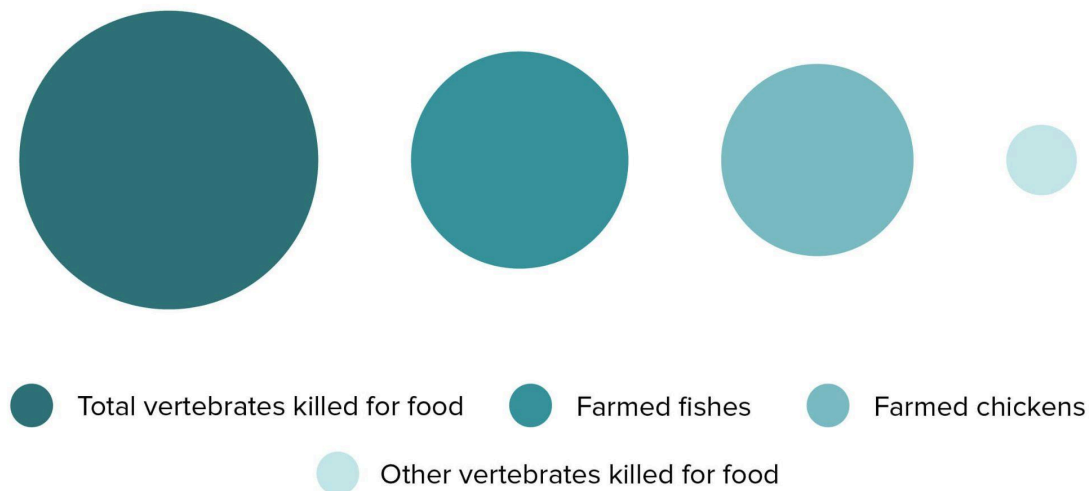 Total vertebrates killed for food
Farmed fishes
Farmed chickens
Other vertebrates killed for food